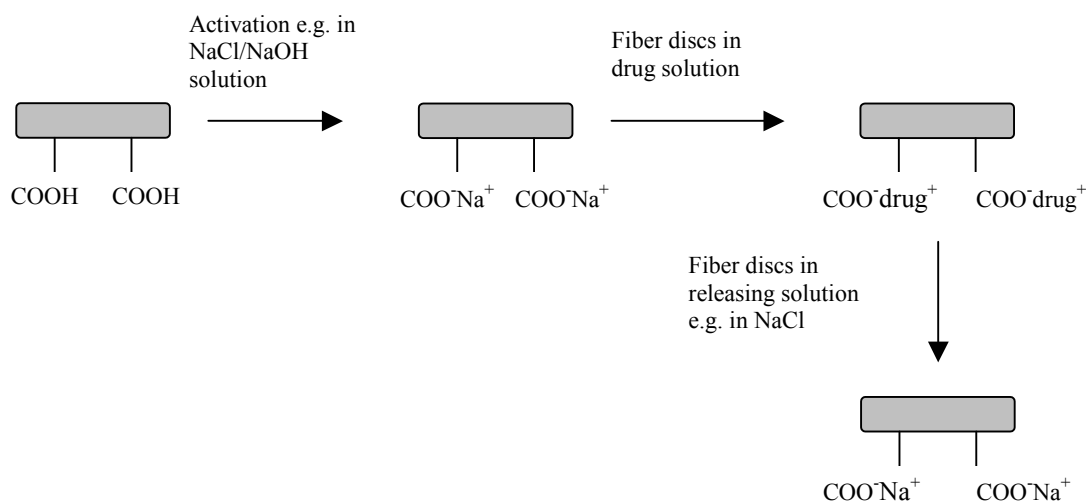 Activation e.g. in
NaCl/NaOH
solution
Fiber discs in
drug solution
COOH COOH
COO⁻Na⁺ COO⁻Na⁺
COO⁻drug⁺ COO⁻drug⁺
Fiber discs in
releasing solution
e.g. in NaCl
COO⁻Na⁺ COO⁻Na⁺